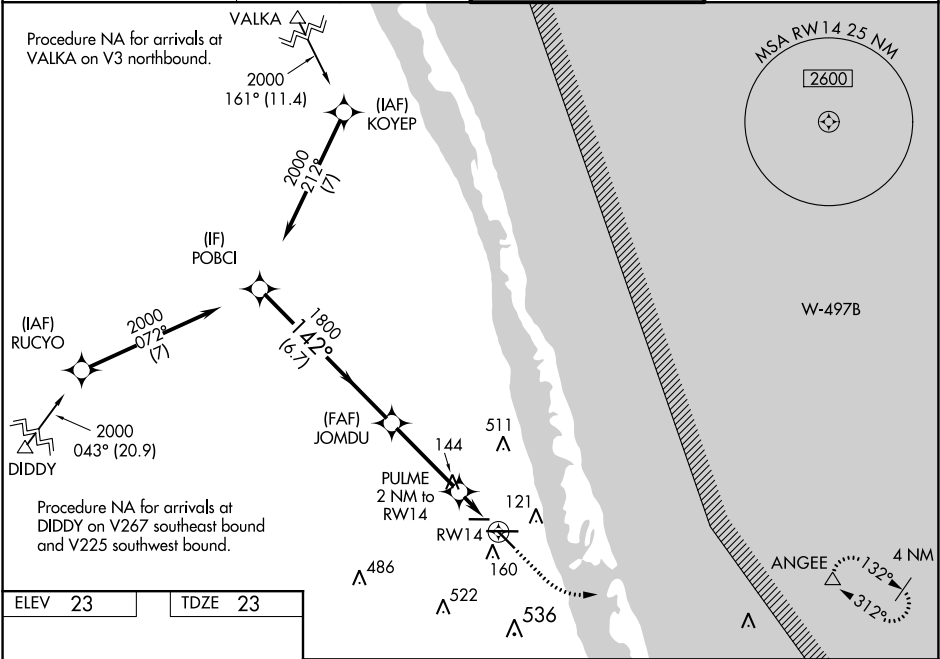 VALKA
Procedure NA for arrivals at
VALKA on V3 northbound.
2000
161° (11.4)
(IAF)
KOYEP
MSA RW14 25 NM
2600
2000
212°
(7)
(IF)
POBCI
(IAF)
RUCYO
2000
072°
(7)
1800
142°
(6.7)
W-497B
2000
043° (20.9)
DIDDY
(FAF)
JOMDU
511
144
PULME
2 NM to
RW14
121
RW14
160
Procedure NA for arrivals at
DIDDY on V267 southeast bound
and V225 southwest bound.
486
522
536
ANGEE
4 NM
132°
312°
ELEV 23
TDZE 23